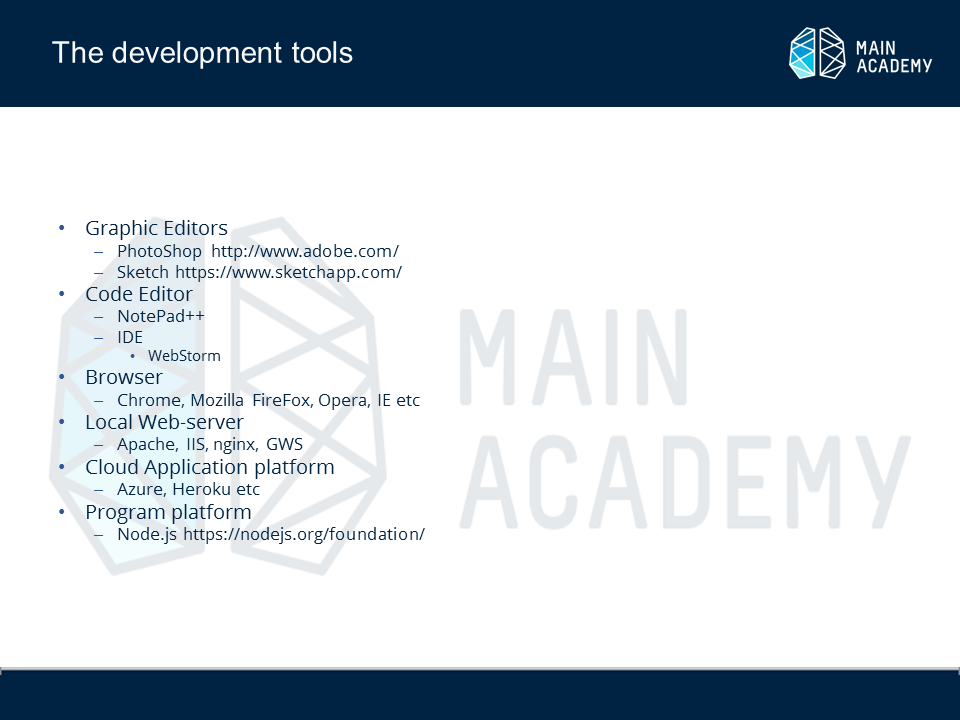 The development tools
MAIN
ACADEMY
• Graphic Editors
– PhotoShop http://www.adobe.com/
– Sketch https://www.sketchapp.com/
• Code Editor
– NotePad++
– IDE
• WebStorm
• Browser
– Chrome, Mozilla FireFox, Opera, IE etc
• Local Web-server
– Apache, IIS, nginx, GWS
• Cloud Application platform
– Azure, Heroku etc
• Program platform
– Node.js https://nodejs.org/foundation/
MAIN
ACADEMY